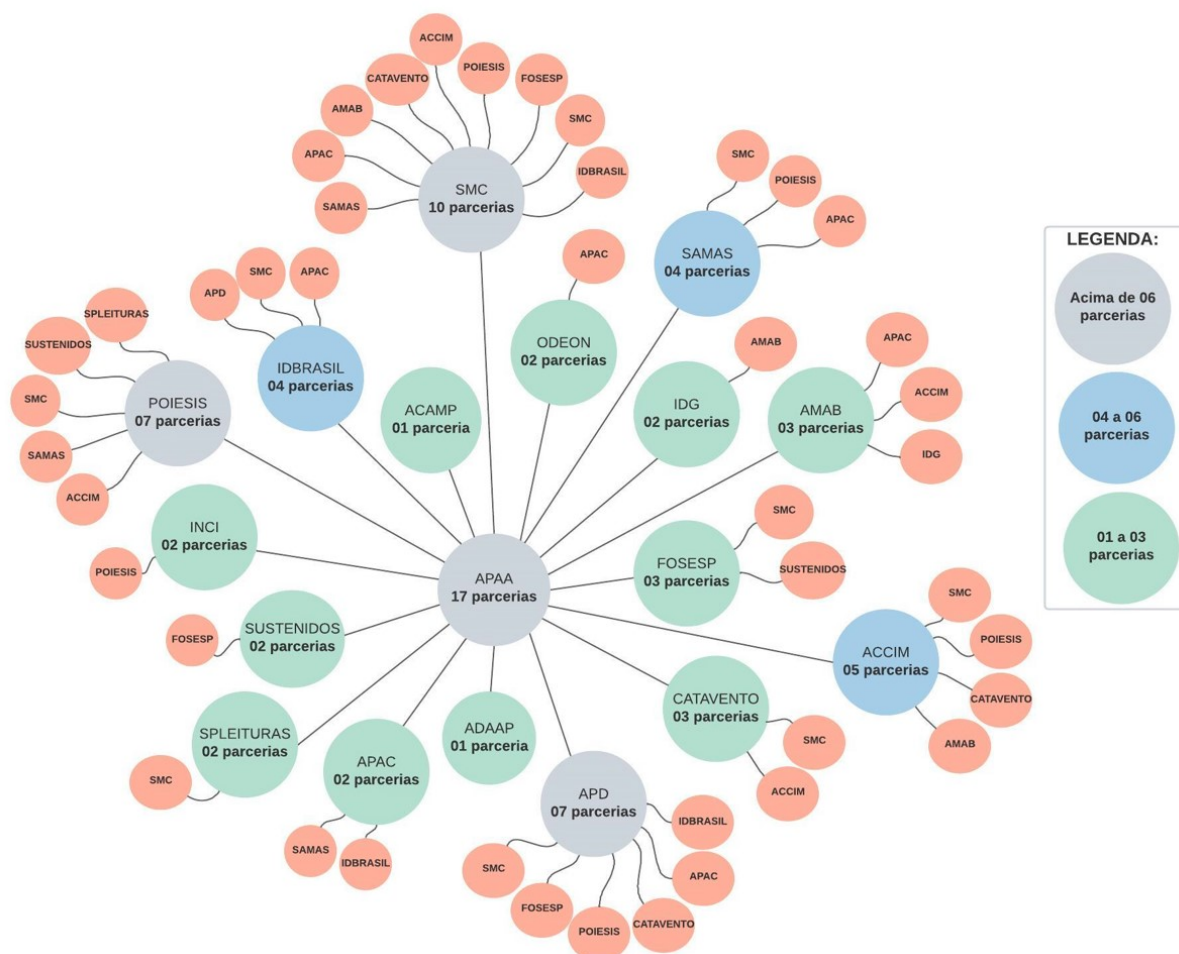 ACCIM
POIESIS
CATAVENTO
FOSESP
AMAB
SMC
APAC
IDBRASIL
SAMAS
SMC
10 parcerias
SMC
POIESIS
APAC
SAMAS
04 parcerias
LEGENDA:
Acima de 06
parcerias
04 a 06
parcerias
01 a 03
parcerias
APD
SMC
APAC
IDBRASIL
04 parcerias
APAC
ODEON
02 parcerias
SPLEITURAS
SUSTENIDOS
SMC
SAMAS
ACCIM
POIESIS
07 parcerias
ACAMP
01 parceria
AMAB
IDG
02 parcerias
APAC
ACCIM
IDG
AMAB
03 parcerias
INCI
02 parcerias
POIESIS
APAA
17 parcerias
SMC
SUSTENIDOS
FOSESP
03 parcerias
FOSESP
SUSTENIDOS
02 parcerias
SMC
POIESIS
CATAVENTO
AMAB
ACCIM
05 parcerias
SPLEITURAS
02 parcerias
SMC
APAC
02 parcerias
SAMAS
IDBRASIL
ADAAP
01 parceria
CATAVENTO
03 parcerias
SMC
ACCIM
APD
07 parcerias
IDBRASIL
APAC
CATAVENTO
POIESIS
FOSESP
SMC